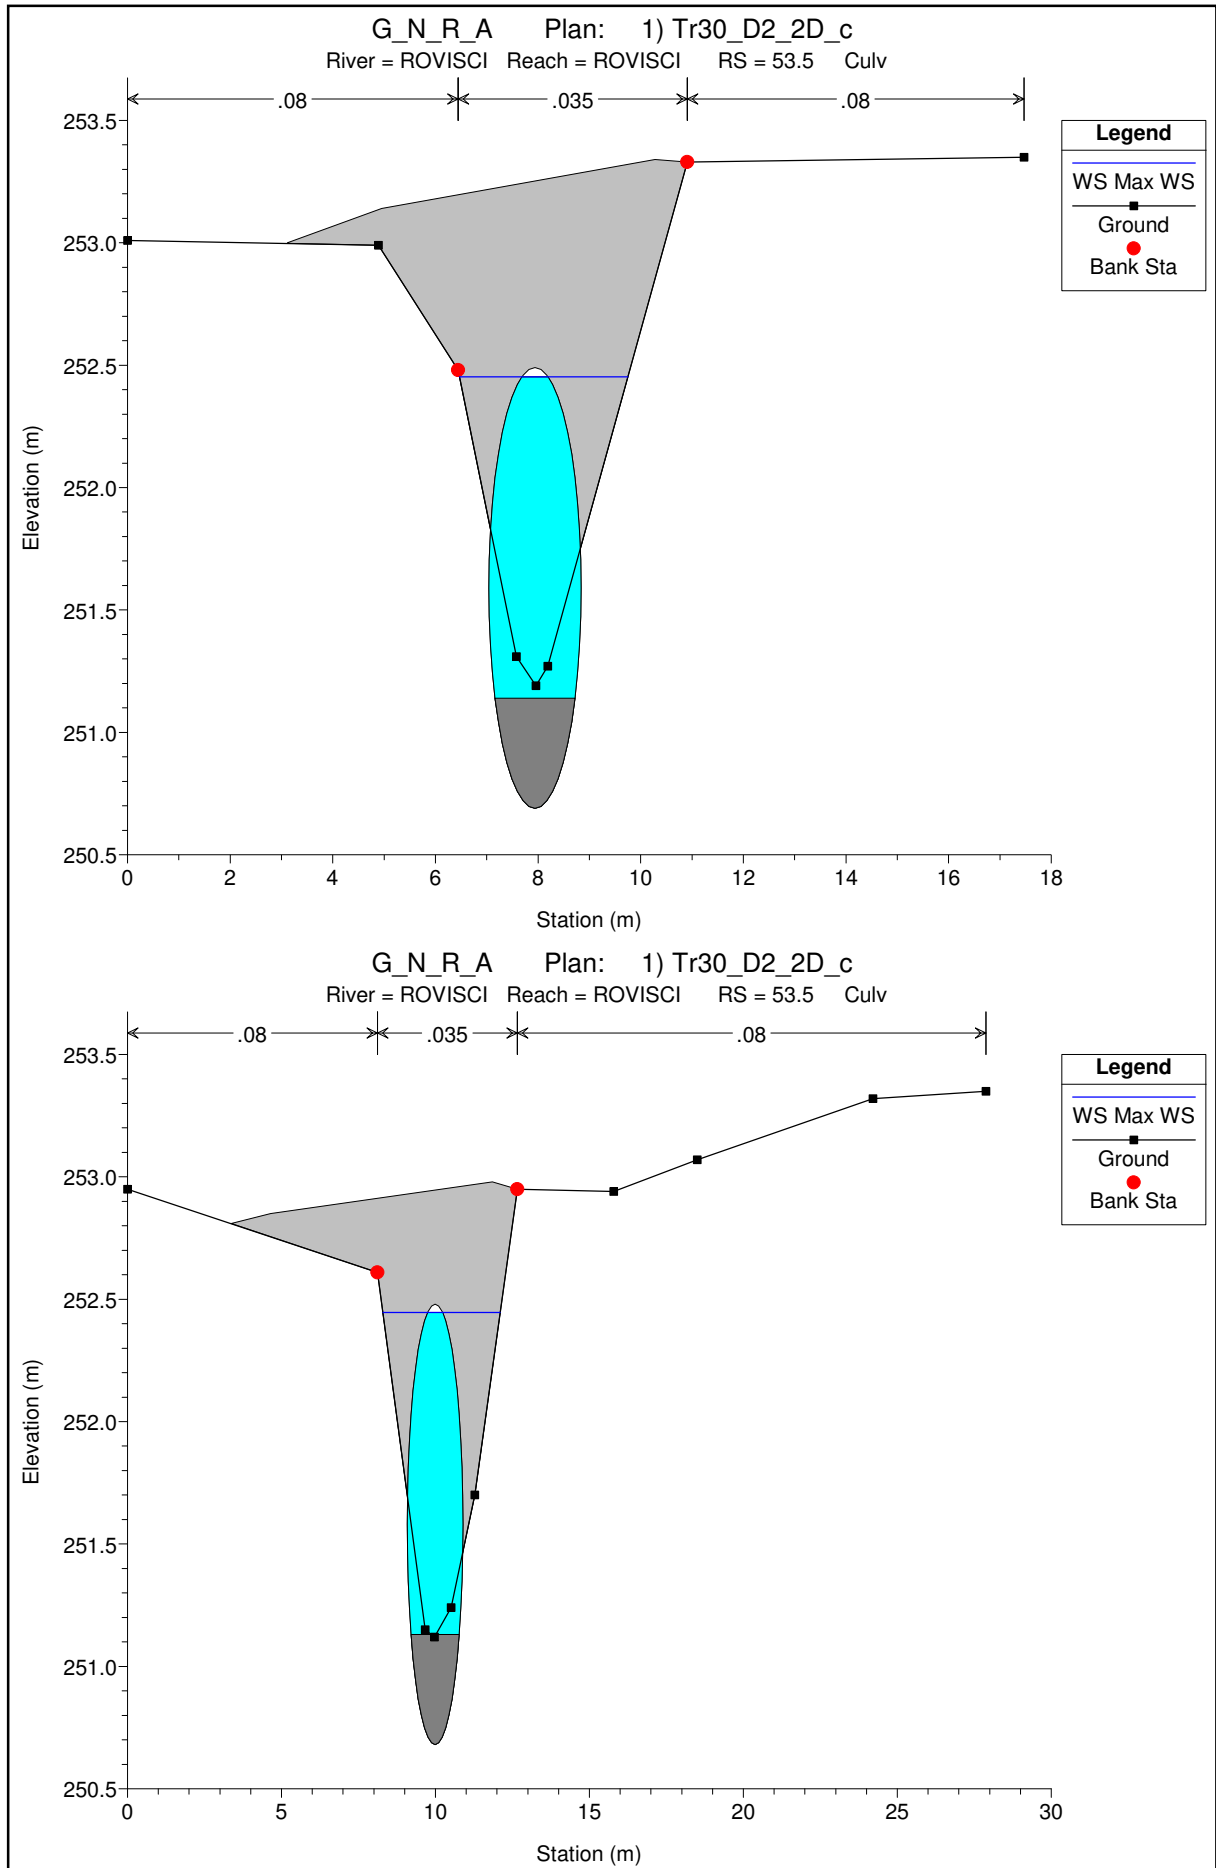 G_N_R_A Plan: 1) Tr30_D2_2D_c
River = ROVISCI Reach = ROVISCI RS = 53.5 Culv
.08 .035 .08
253.5
253.0
252.5
252.0
251.5
251.0
250.5
Elevation (m)
0 2 4 6 8 10 12 14 16 18
Station (m)
Legend
WS Max WS
Ground
Bank Sta
G_N_R_A Plan: 1) Tr30_D2_2D_c
River = ROVISCI Reach = ROVISCI RS = 53.5 Culv
.08 .035 .08
253.5
253.0
252.5
252.0
251.5
251.0
250.5
Elevation (m)
0 5 10 15 20 25 30
Station (m)
Legend
WS Max WS
Ground
Bank Sta